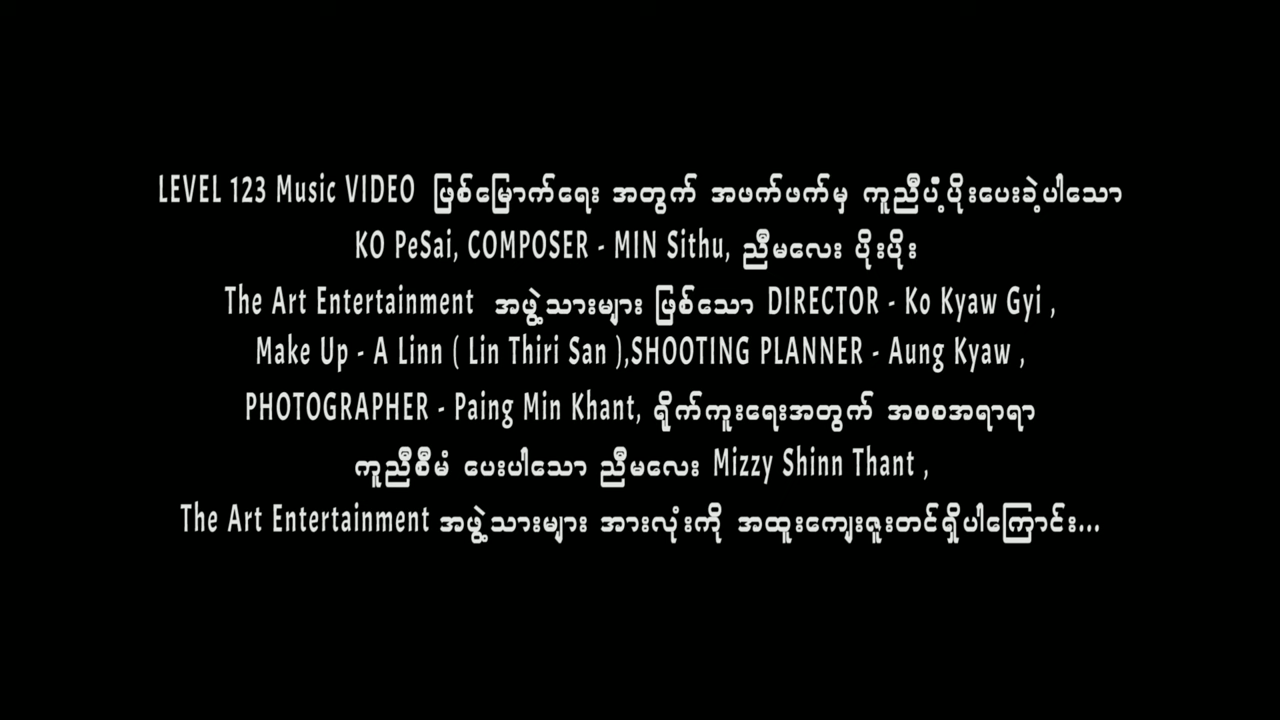 LEVEL 123 Music VIDEO ဖြစ်မြောက်ရေး အတွက် အဖက်ဖက်မှ ကူညီပံ့ပိုးပေးခဲ့ပါသော
KO PeSai, COMPOSER - MIN Sithu, ညီမလေး ပိုးပိုး
The Art Entertainment အဖွဲ့သားများ ဖြစ်သော DIRECTOR - Ko Kyaw Gyi ,
Make Up - A Linn ( Lin Thiri San ),SHOOTING PLANNER - Aung Kyaw ,
PHOTOGRAPHER - Paing Min Khant, ရိုက်ကူးရေးအတွက် အစစအရာရာ
ကူညီစီမံ ပေးပါသော ညီမလေး Mizzy Shinn Thant ,
The Art Entertainment အဖွဲ့သားများ အားလုံးကို အထူးကျေးဇူးတင်ရှိပါကြောင်း...